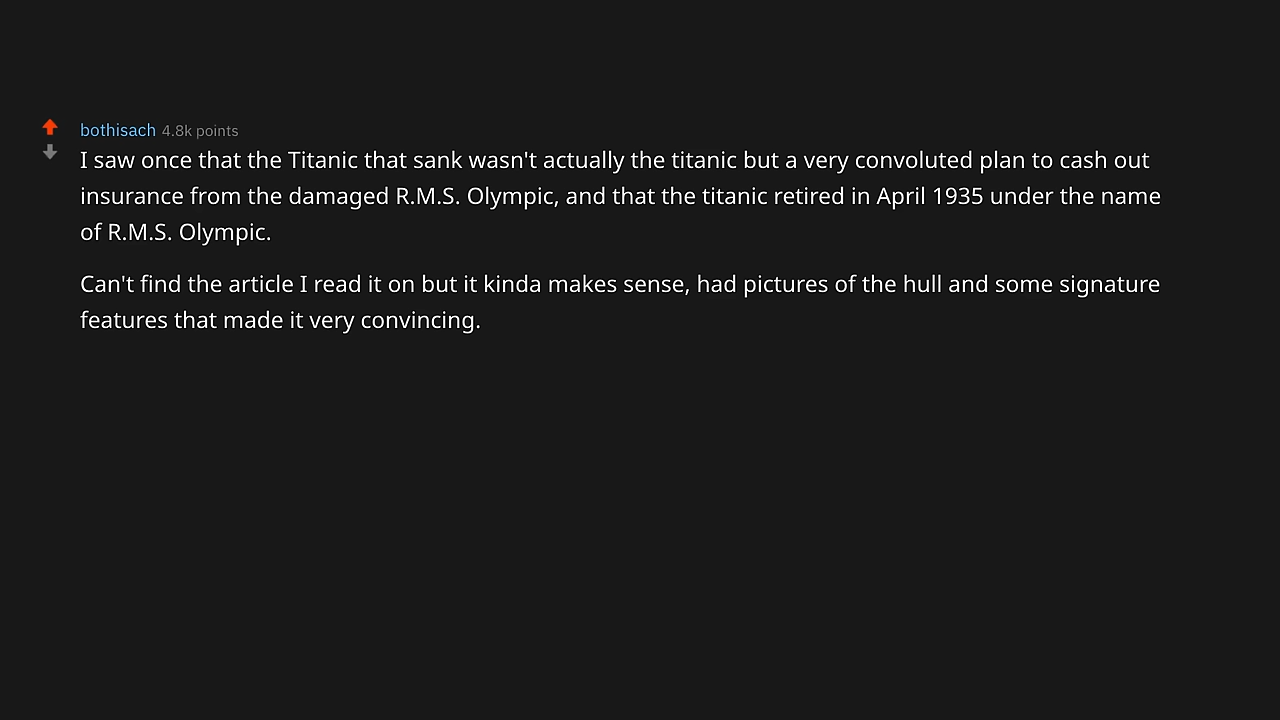 bothisach 4.8k points
I saw once that the Titanic that sank wasn't actually the titanic but a very convoluted plan to cash out
insurance from the damaged R.M.S. Olympic, and that the titanic retired in April 1935 under the name
of R.M.S. Olympic.
Can't find the article I read it on but it kinda makes sense, had pictures of the hull and some signature
features that made it very convincing.